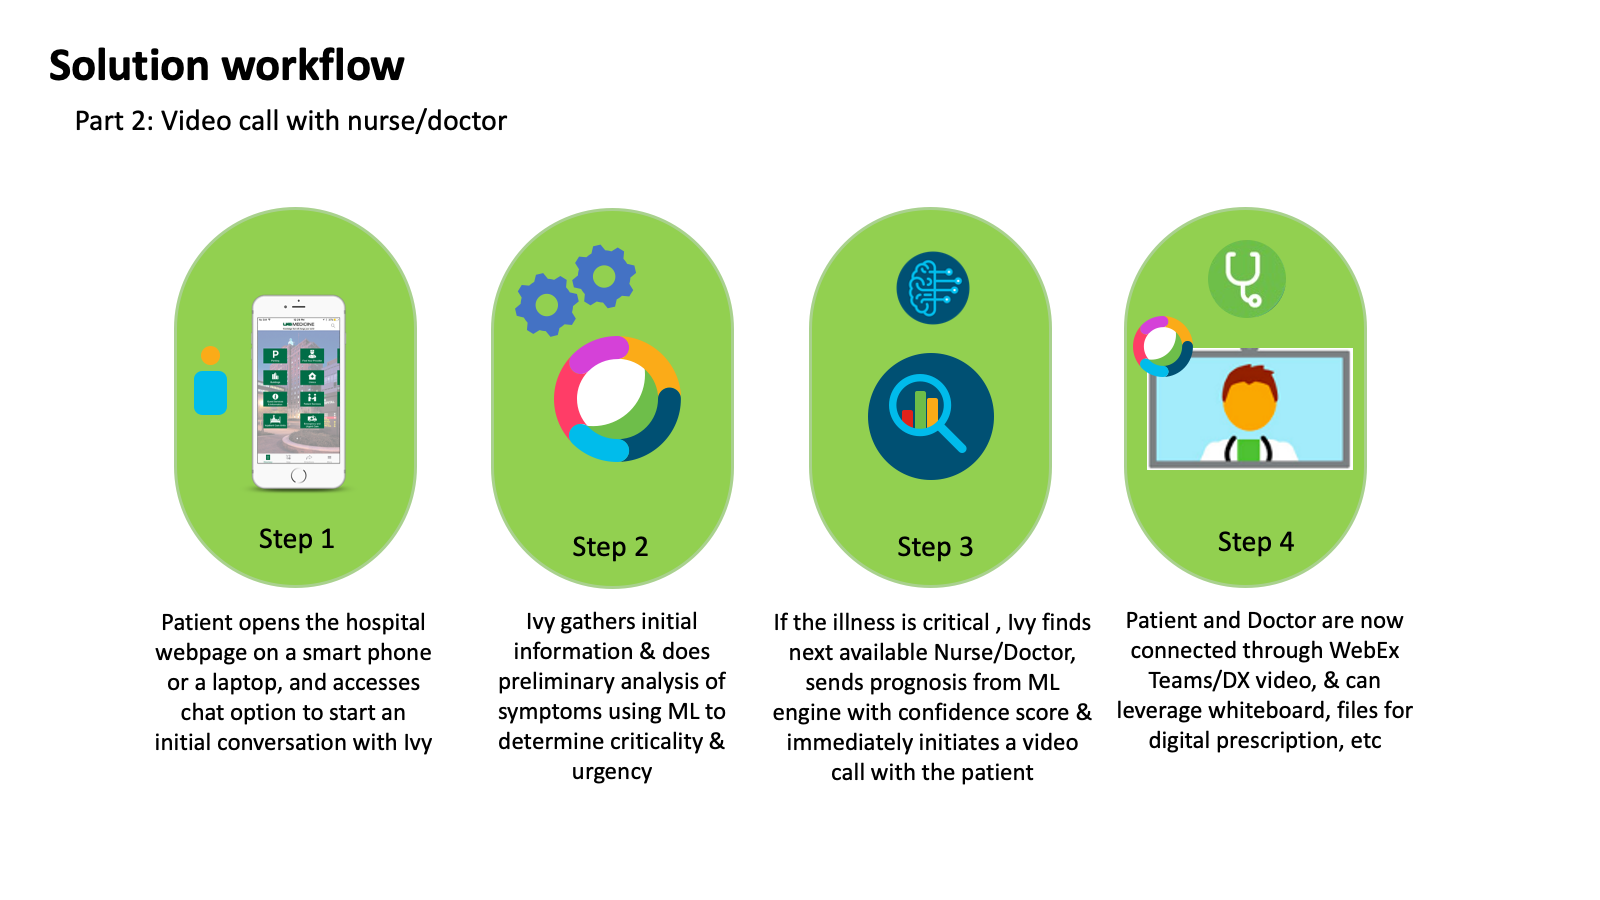 Solution workflow
Part 2: Video call with nurse/doctor
MEDICINE
P
Step 1
Step 2
Step 3
Step 4
Patient opens the hospital
webpage on a smart phone
or a laptop, and accesses
chat option to start an
initial conversation with Ivy
Ivy gathers initial
information & does
preliminary analysis of
symptoms using ML to
determine criticality &
urgency
If the illness is critical , Ivy finds
next available Nurse/Doctor,
sends prognosis from ML
engine with confidence score &
immediately initiates a video
call with the patient
Patient and Doctor are now
connected through WebEx
Teams/DX video, & can
leverage whiteboard, files for
digital prescription, etc